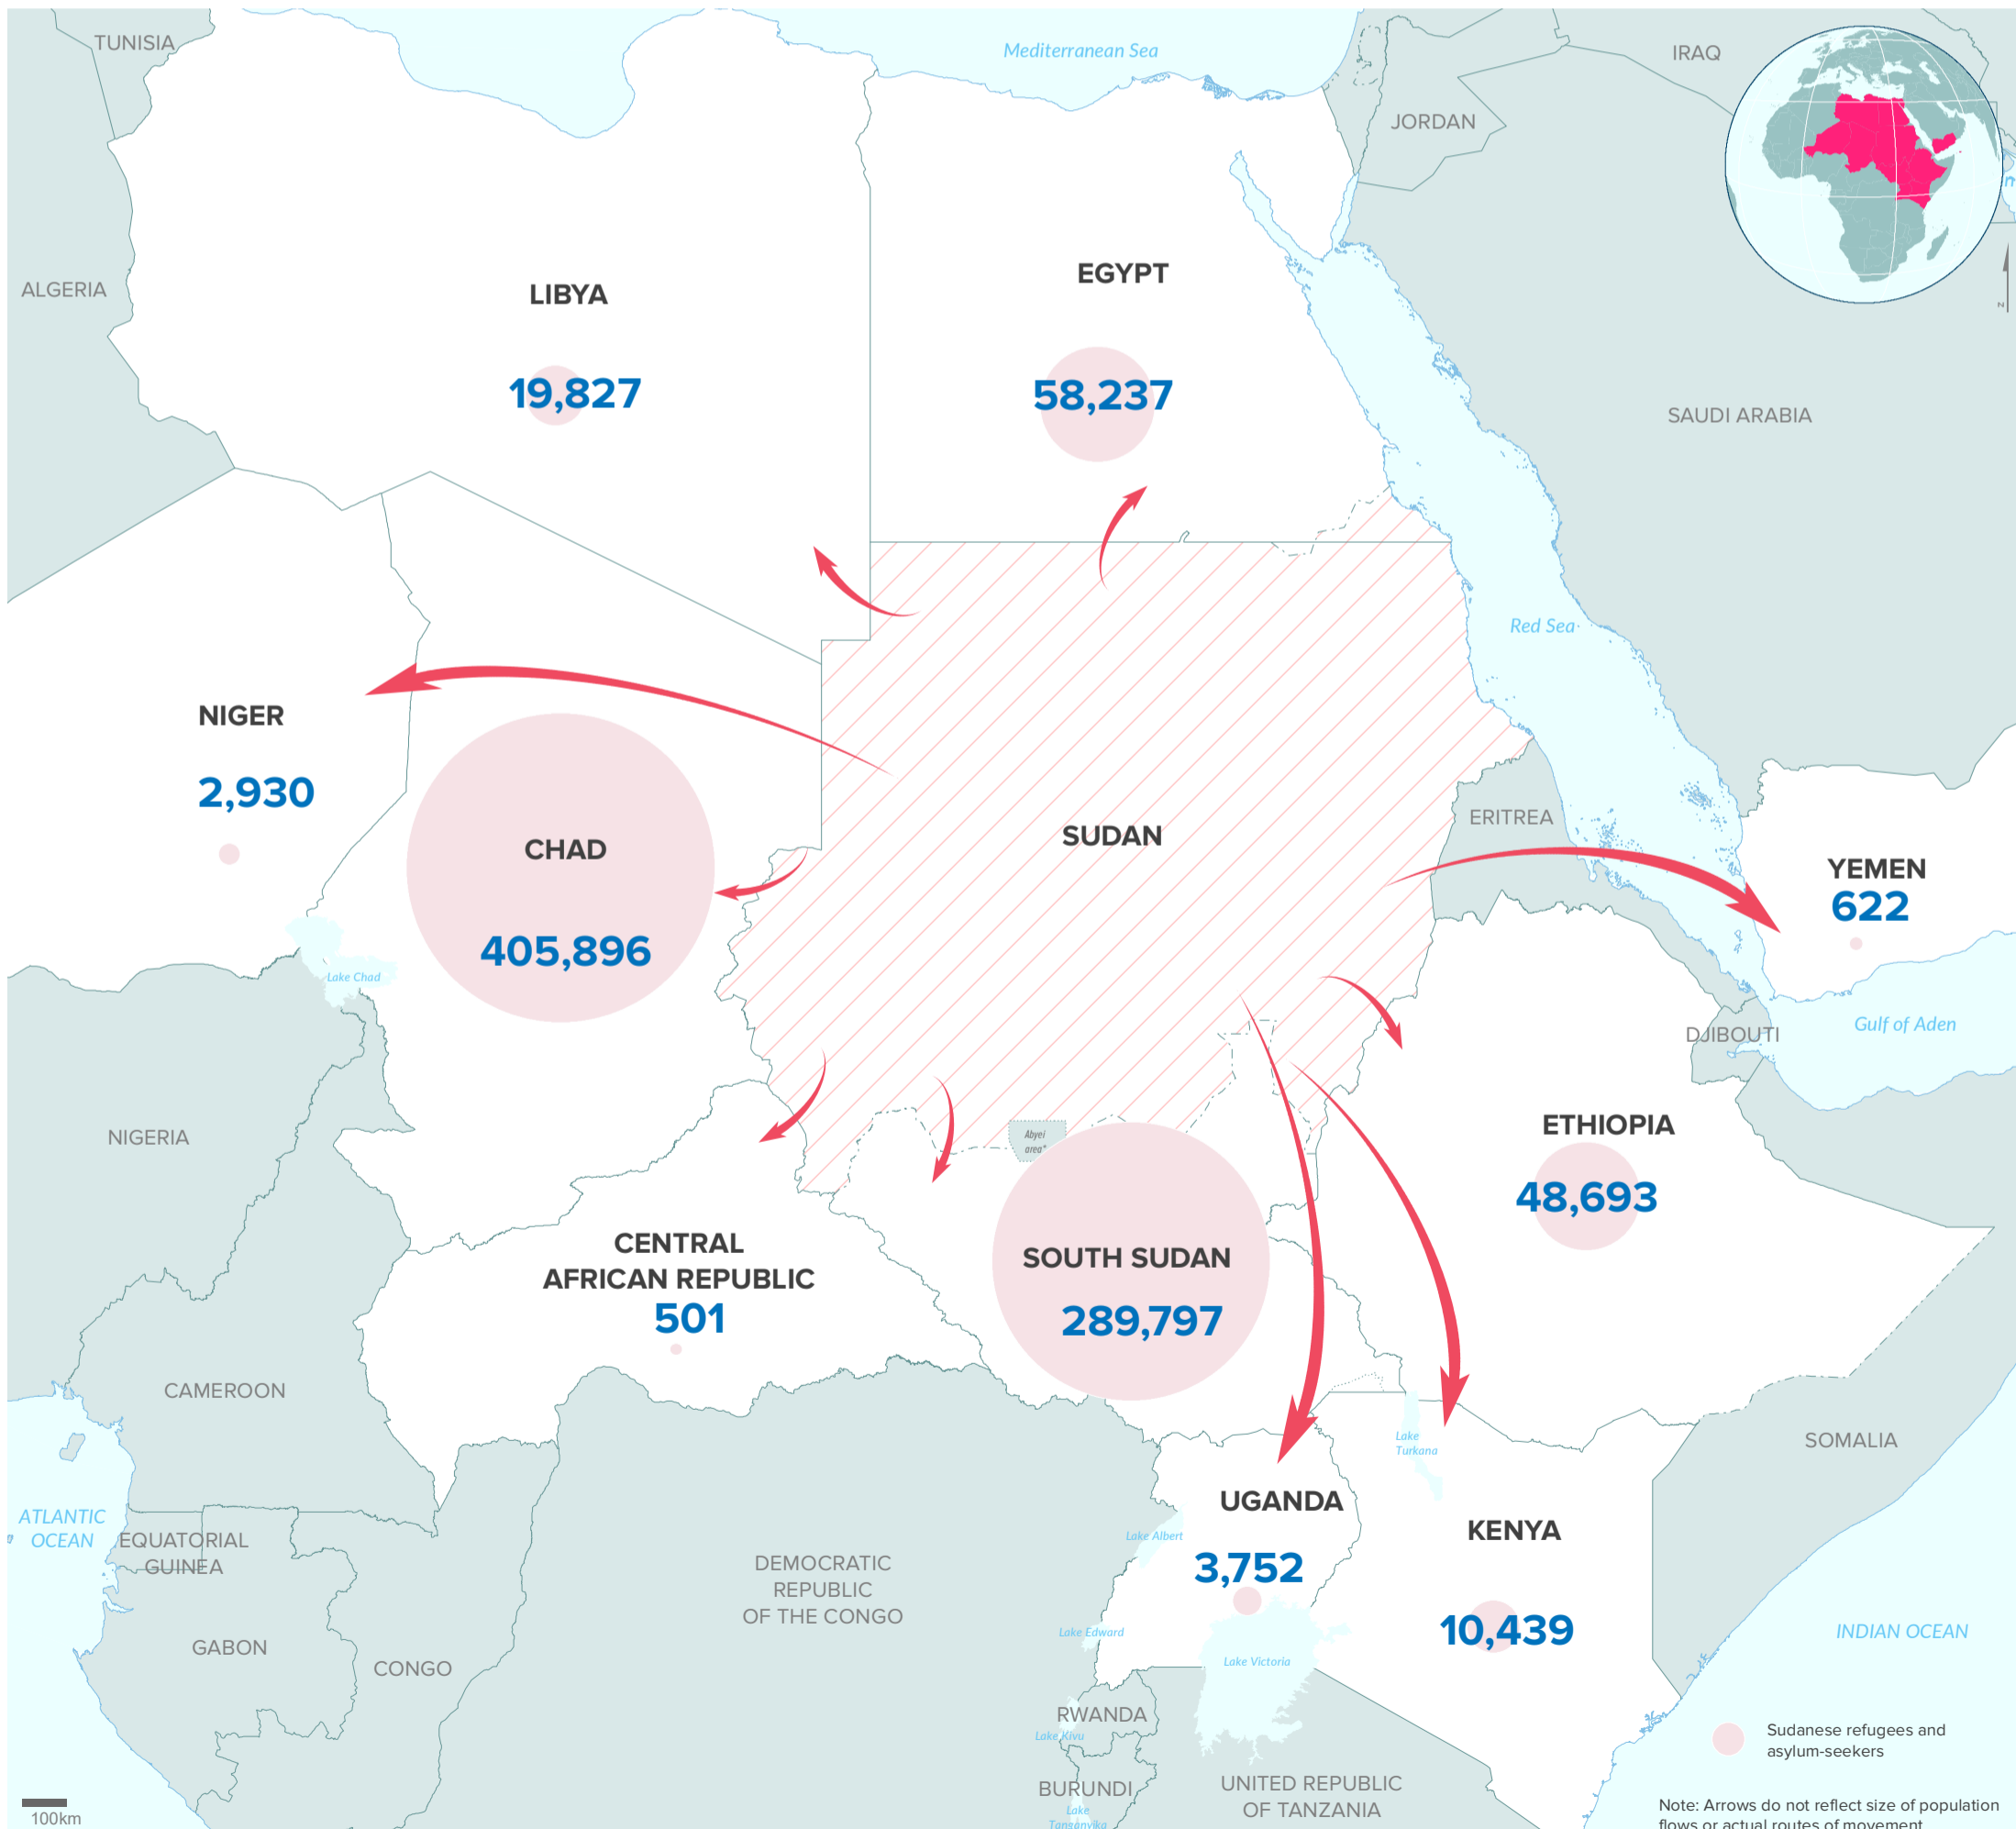 TUNISIA
Mediterranean Sea
IRAQ
JORDAN
ALGERIA
LIBYA
19,827
EGYPT
58,237
SAUDI ARABIA
N
Red Sea
NIGER
2,930
CHAD
405,896
SUDAN
ERITREA
YEMEN
622
Lake Chad
DJIBOUTI
Gulf of Aden
NIGERIA
Abyei
area*
ETHIOPIA
48,693
CENTRAL
AFRICAN REPUBLIC
501
SOUTH SUDAN
289,797
CAMEROON
Lake
Turkana
SOMALIA
ATLANTIC
OCEAN
EQUATORIAL
GUINEA
UGANDA
3,752
Lake Albert
KENYA
10,439
DEMOCRATIC
REPUBLIC
OF THE CONGO
GABON
CONGO
Lake Edward
Lake Victoria
INDIAN OCEAN
RWANDA
Lake Kivu
BURUNDI
Lake
Tanganyika
UNITED REPUBLIC
OF TANZANIA
Sudanese refugees and
asylum-seekers
100km
Note: Arrows do not reflect size of population
flows or actual routes of movement